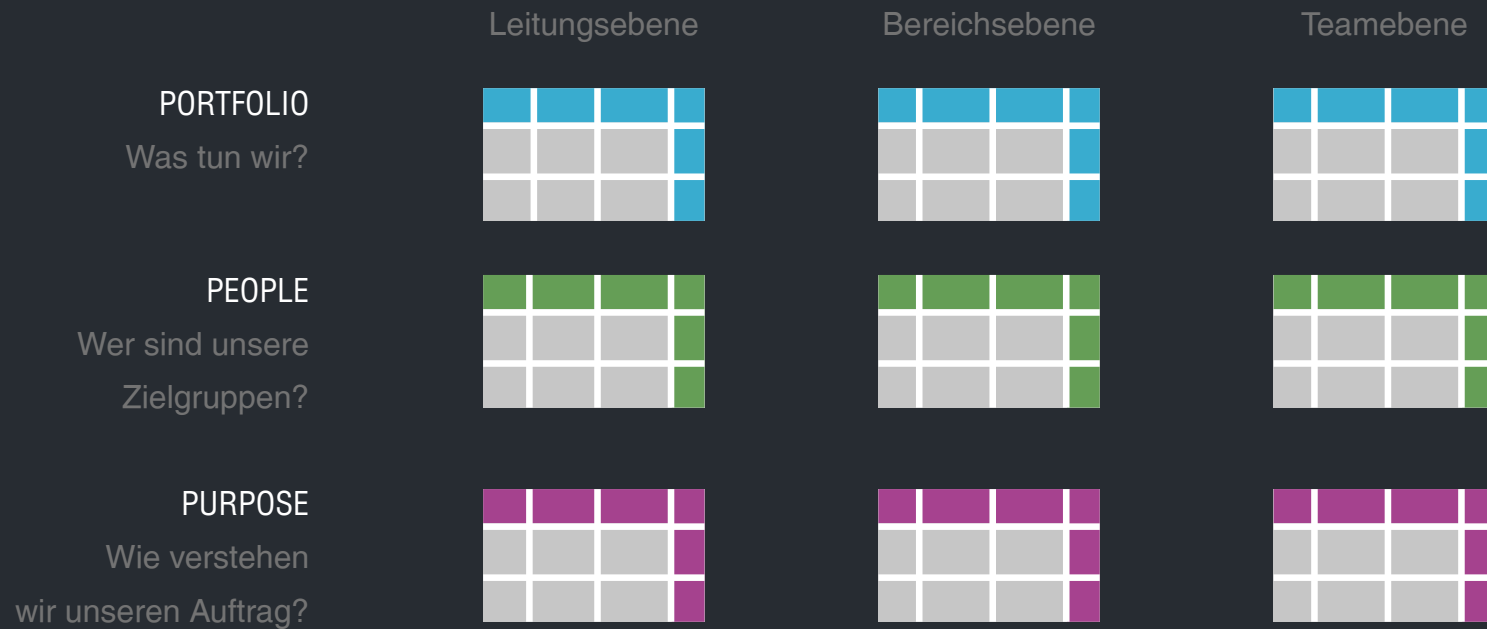 Leitungsebene Bereichsebene Teamebene
PORTFOLIO
Was tun wir?
PEOPLE
Wer sind unsere
Zielgruppen?
PURPOSE
Wie verstehen
wir unseren Auftrag?